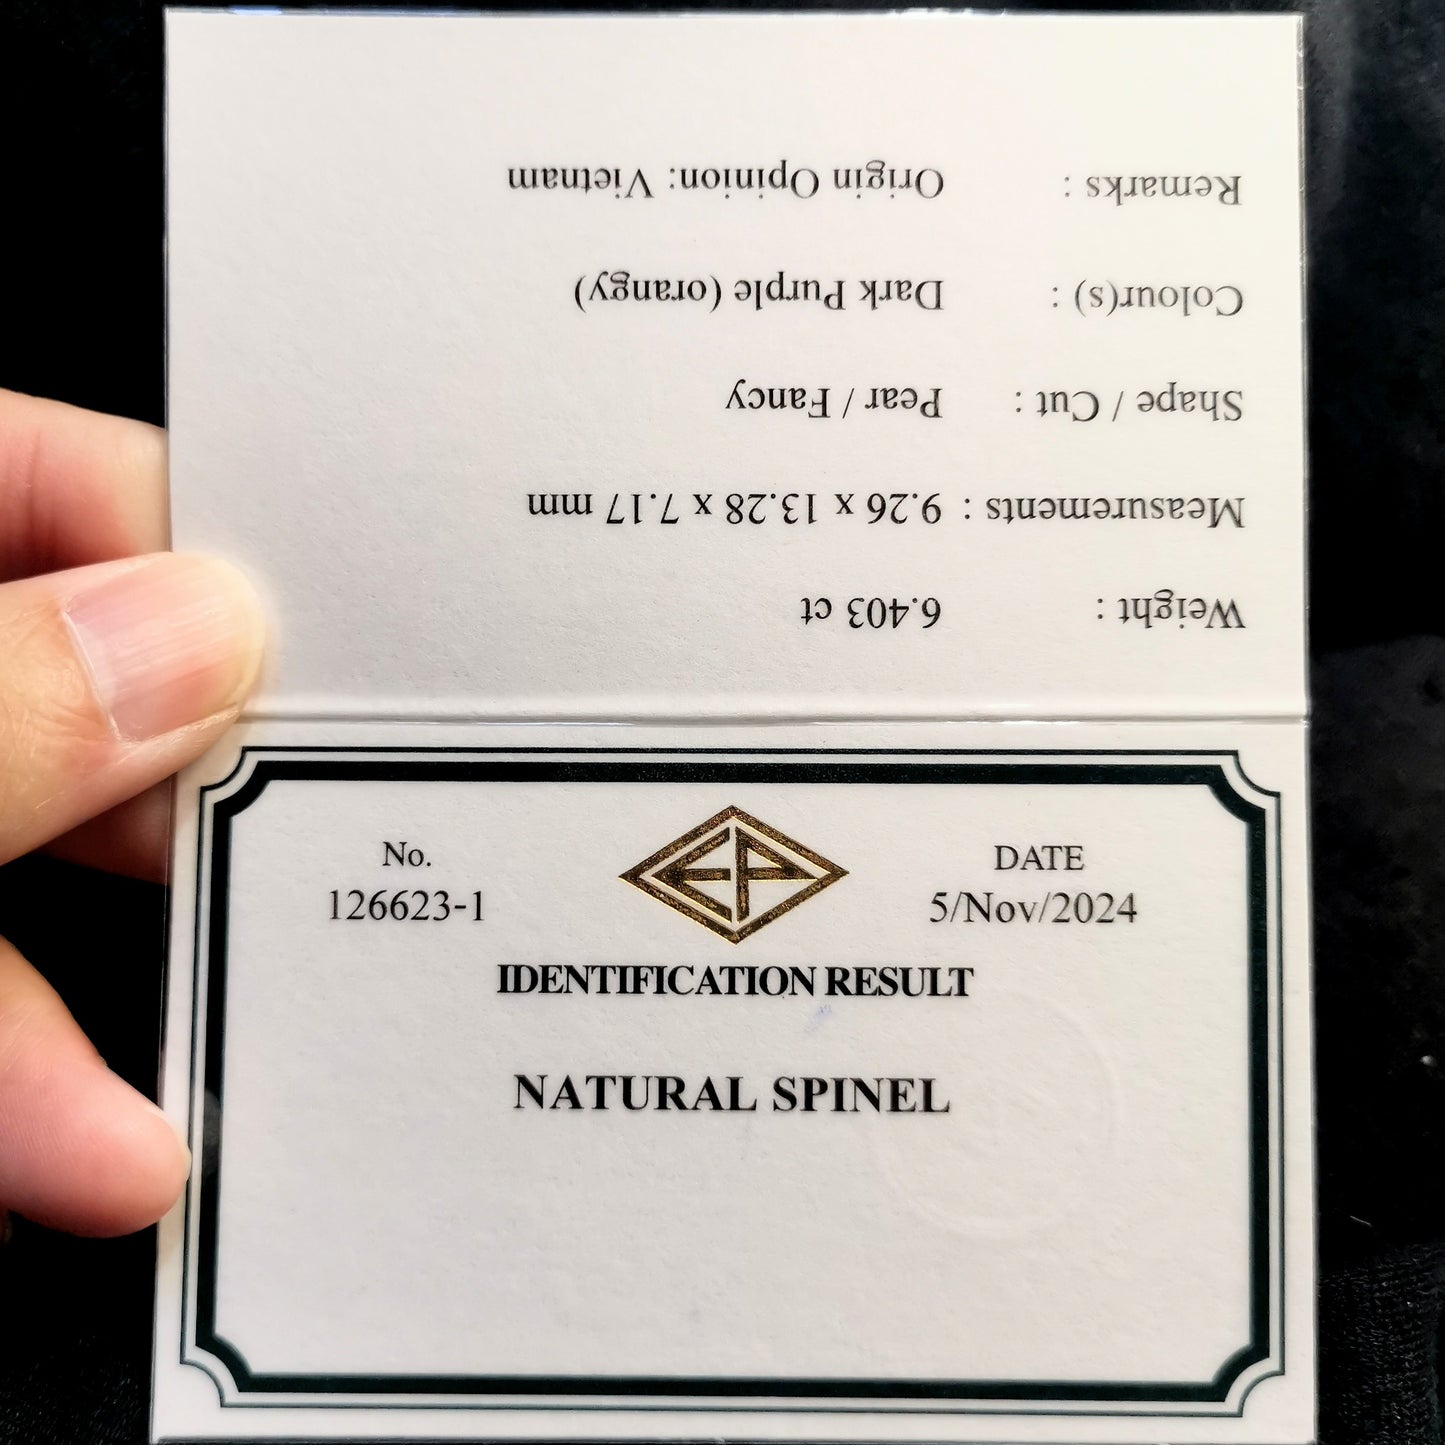 No.
126623-1
EP
DATE
5/Nov/2024
IDENTIFICATION RESULT
NATURAL SPINEL
Weight : 6.403 ct
Measurements : 9.26 x 13.28 x 7.17 mm
Shape / Cut : Pear / Fancy
Colour(s) : Dark Purple (orangy)
Remarks : Origin Opinion: Vietnam